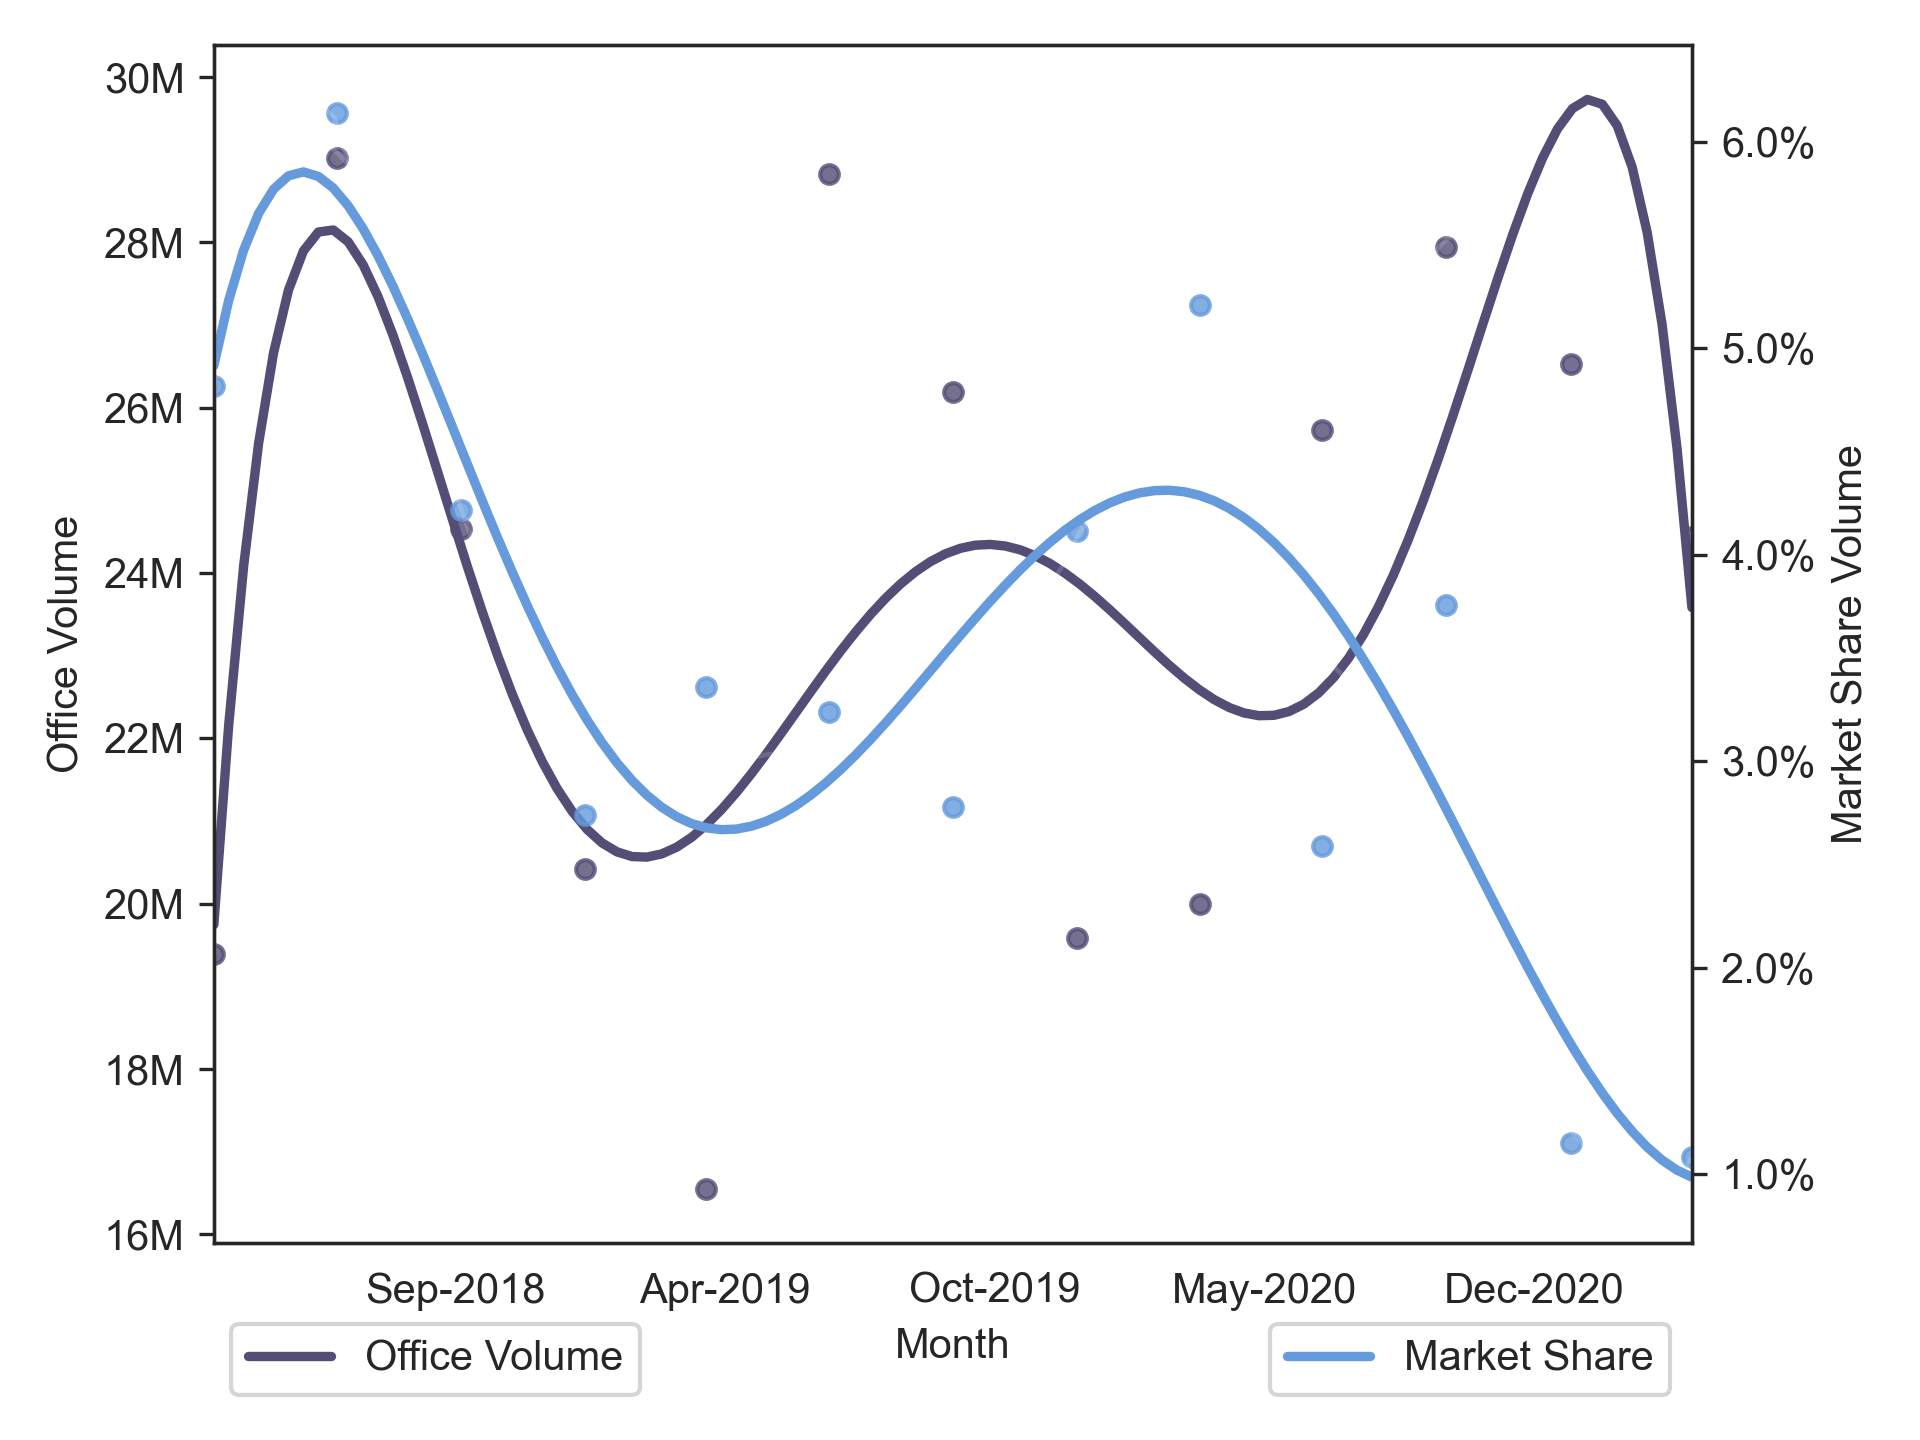 30M
28M
26M
24M
22M
20M
18M
16M
Office Volume
6.0%
5.0%
4.0%
3.0%
2.0%
1.0%
Market Share Volume
Sep-2018 Apr-2019 Oct-2019 May-2020 Dec-2020
Month
Office Volume
Market Share